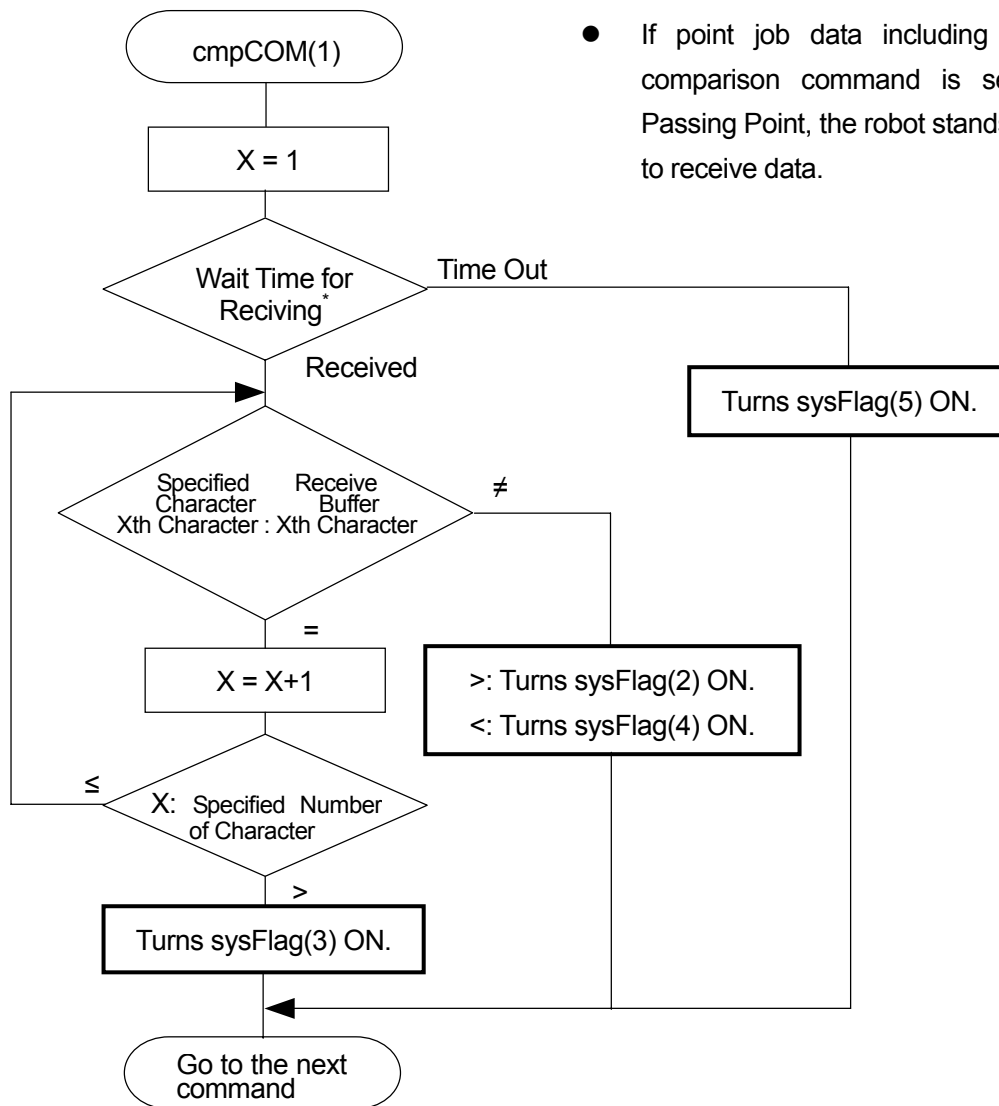 cmpCOM(1)
● If point job data including
comparison command is se
Passing Point, the robot stands
to receive data.
X = 1
Wait Time for
Reciving*
Time Out
Received
Turns sysFlag(5) ON.
Specified Receive
Character Buffer
Xth Character : Xth Character
≠
=
X = X+1
>: Turns sysFlag(2) ON.
<: Turns sysFlag(4) ON.
≤
X: Specified Number
of Character
>
Turns sysFlag(3) ON.
Go to the next
command